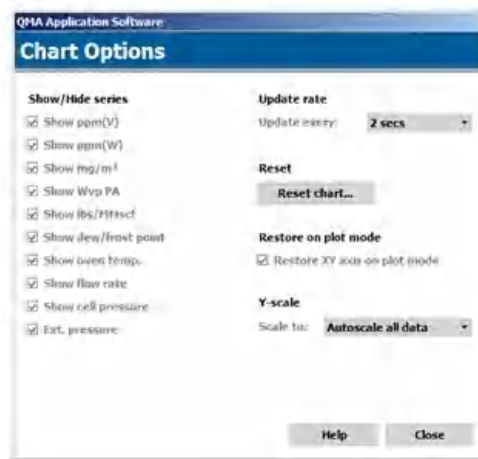 QMA Application Software
Chart Options
Show/Hide series
Show ppm(V)
Show ppm(W)
Show mg/m³
Show Wvp PA
Show lbs/MMscf
Show dew/frost point
Show oven temp.
Show flow rate
Show cell pressure
Ext. pressure
Update rate
Update every: 2 secs
Reset
Reset chart...
Restore on plot mode
Restore XY axis on plot mode
Y-scale
Scale to: Autoscale all data
Help Close